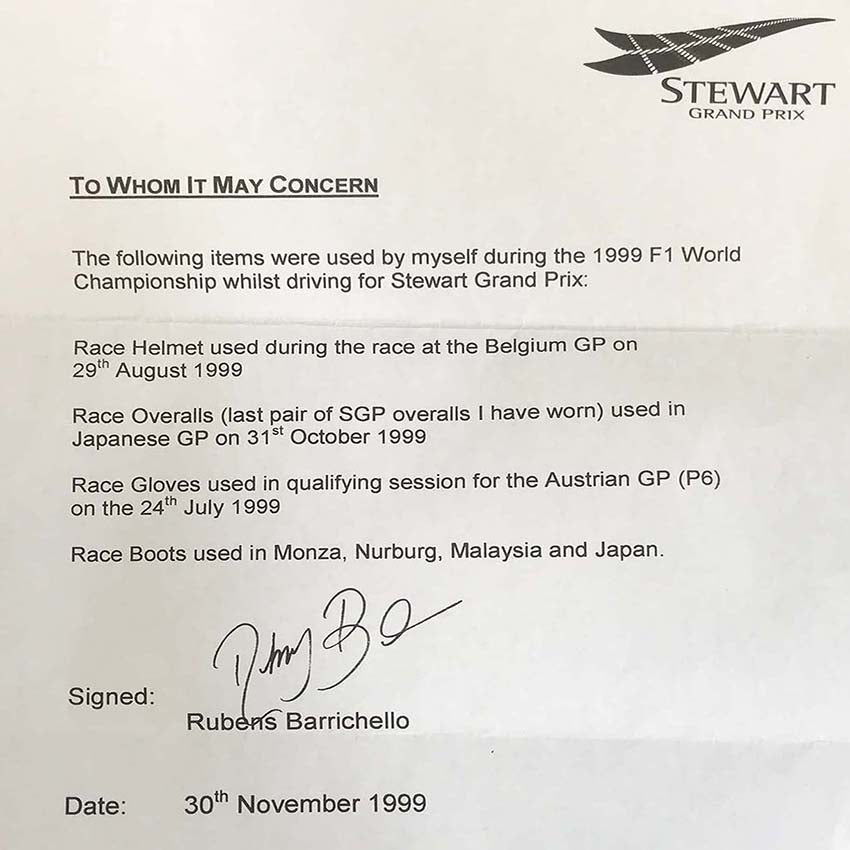 STEWART
GRAND PRIX
TO WHOM IT MAY CONCERN
The following items were used by myself during the 1999 F1 World
Championship whilst driving for Stewart Grand Prix:
Race Helmet used during the race at the Belgium GP on
29th August 1999
Race Overalls (last pair of SGP overalls I have worn) used in
Japanese GP on 31st October 1999
Race Gloves used in qualifying session for the Austrian GP (P6)
on the 24th July 1999
Race Boots used in Monza, Nurburg, Malaysia and Japan.
Signed:
Rubens Barrichello
Date: 30th November 1999